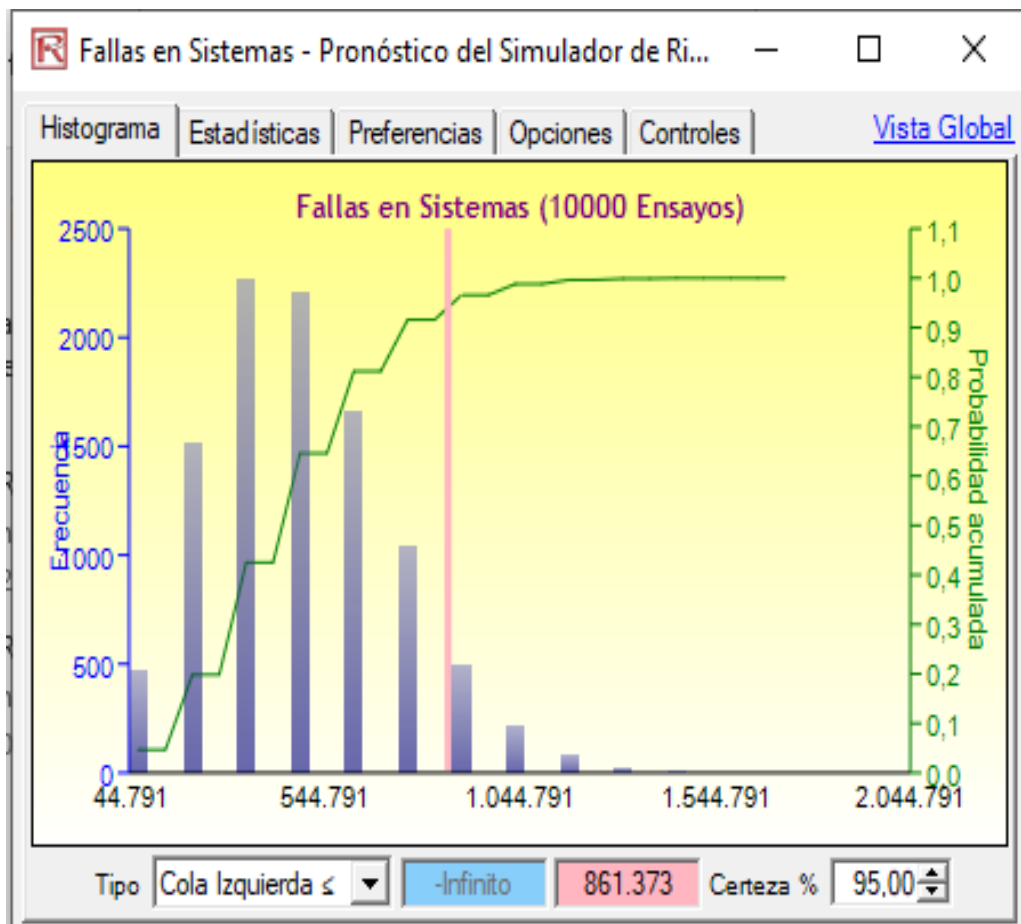 Fallas en Sistemas - Pronóstico del Simulador de Ri...
Histograma Estadísticas Preferencias Opciones Controles Vista Global
Fallas en Sistemas (10000 Ensayos)
Frecuencia
2500
2000
1500
1000
500
0
1,1
1,0
0,9
0,8
0,7
0,6
0,5
0,4
0,3
0,2
0,1
0,0
Probabilidad acumulada
44.791 544.791 1.044.791 1.544.791 2.044.791
Tipo Cola Izquierda ≤ -Infinito 861.373 Certeza % 95,00